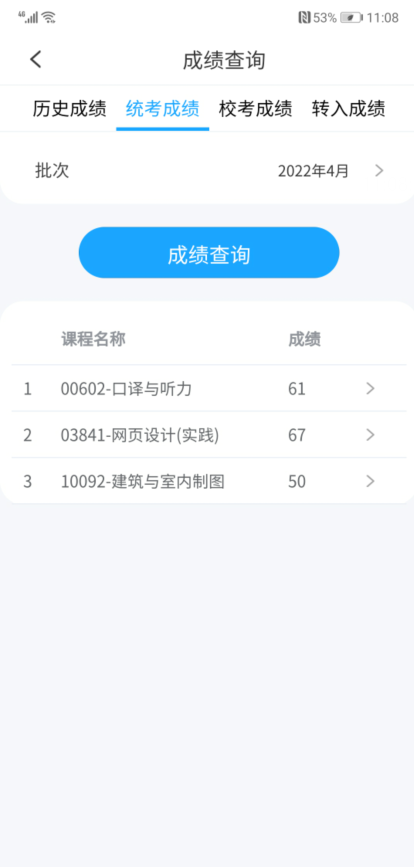 46 53% 11:08
成绩查询
历史成绩 统考成绩 校考成绩 转入成绩
批次 2022年4月
成绩查询
课程名称 成绩
1 00602-口译与听力 61
2 03841-网页设计(实践) 67
3 10092-建筑与室内制图 50